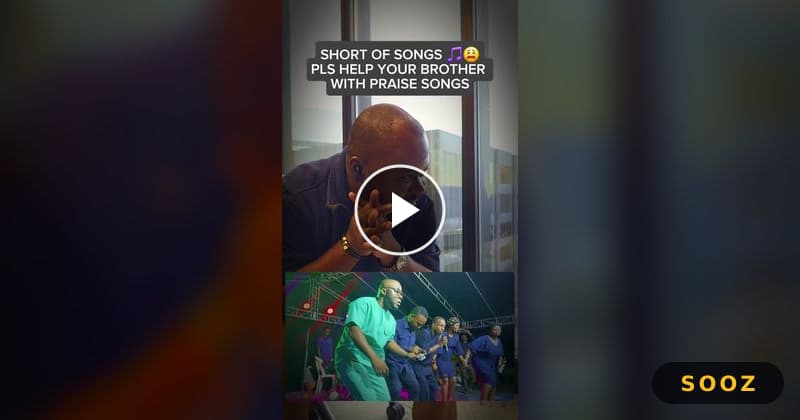 SHORT OF SONGS 🎵😩
PLS HELP YOUR BROTHER
WITH PRAISE SONGS
SOOZ